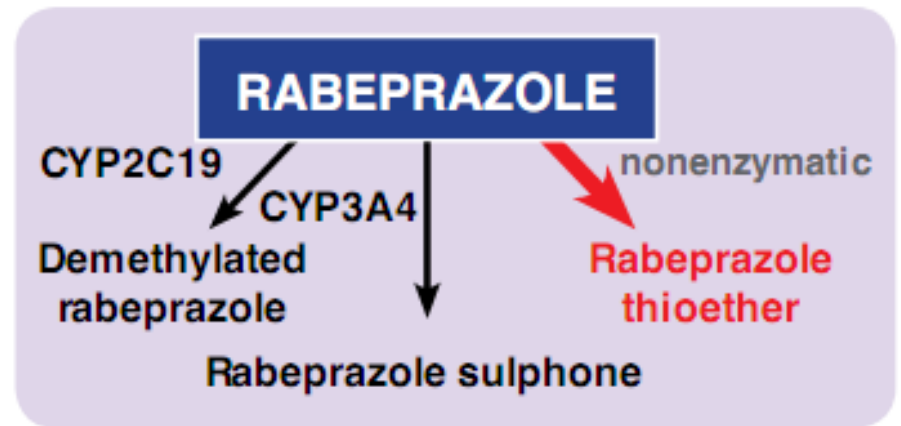 RABEPRAZOLE
CYP2C19
nonenzymatic
CYP3A4
Demethylated
rabeprazole
Rabeprazole
thioether
Rabeprazole sulphone